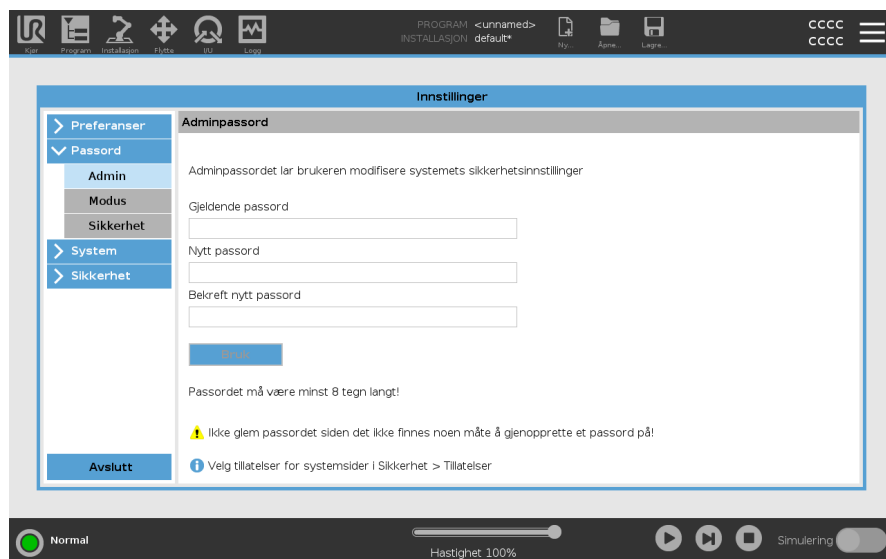 PROGRAM <unnamed>
INSTALLASJON default*
cccc
cccc
Kjør Program Installasjon Flytte I/U Logg Ny... Åpne... Lagre...
Innstillinger
Preferanser
Passord
Admin
Modus
Sikkerhet
System
Sikkerhet
Avslutt
Adminpassord
Adminpassordet lar brukeren modifisere systemets sikkerhetsinnstillinger
Gjeldende passord
Nytt passord
Bekreft nytt passord
Bruk
Passordet må være minst 8 tegn langt!
Ikke glem passordet siden det ikke finnes noen måte å gjenopprette et passord på!
Velg tillatelser for systemsider i Sikkerhet > Tillatelser
Normal
Hastighet 100%
Simulering